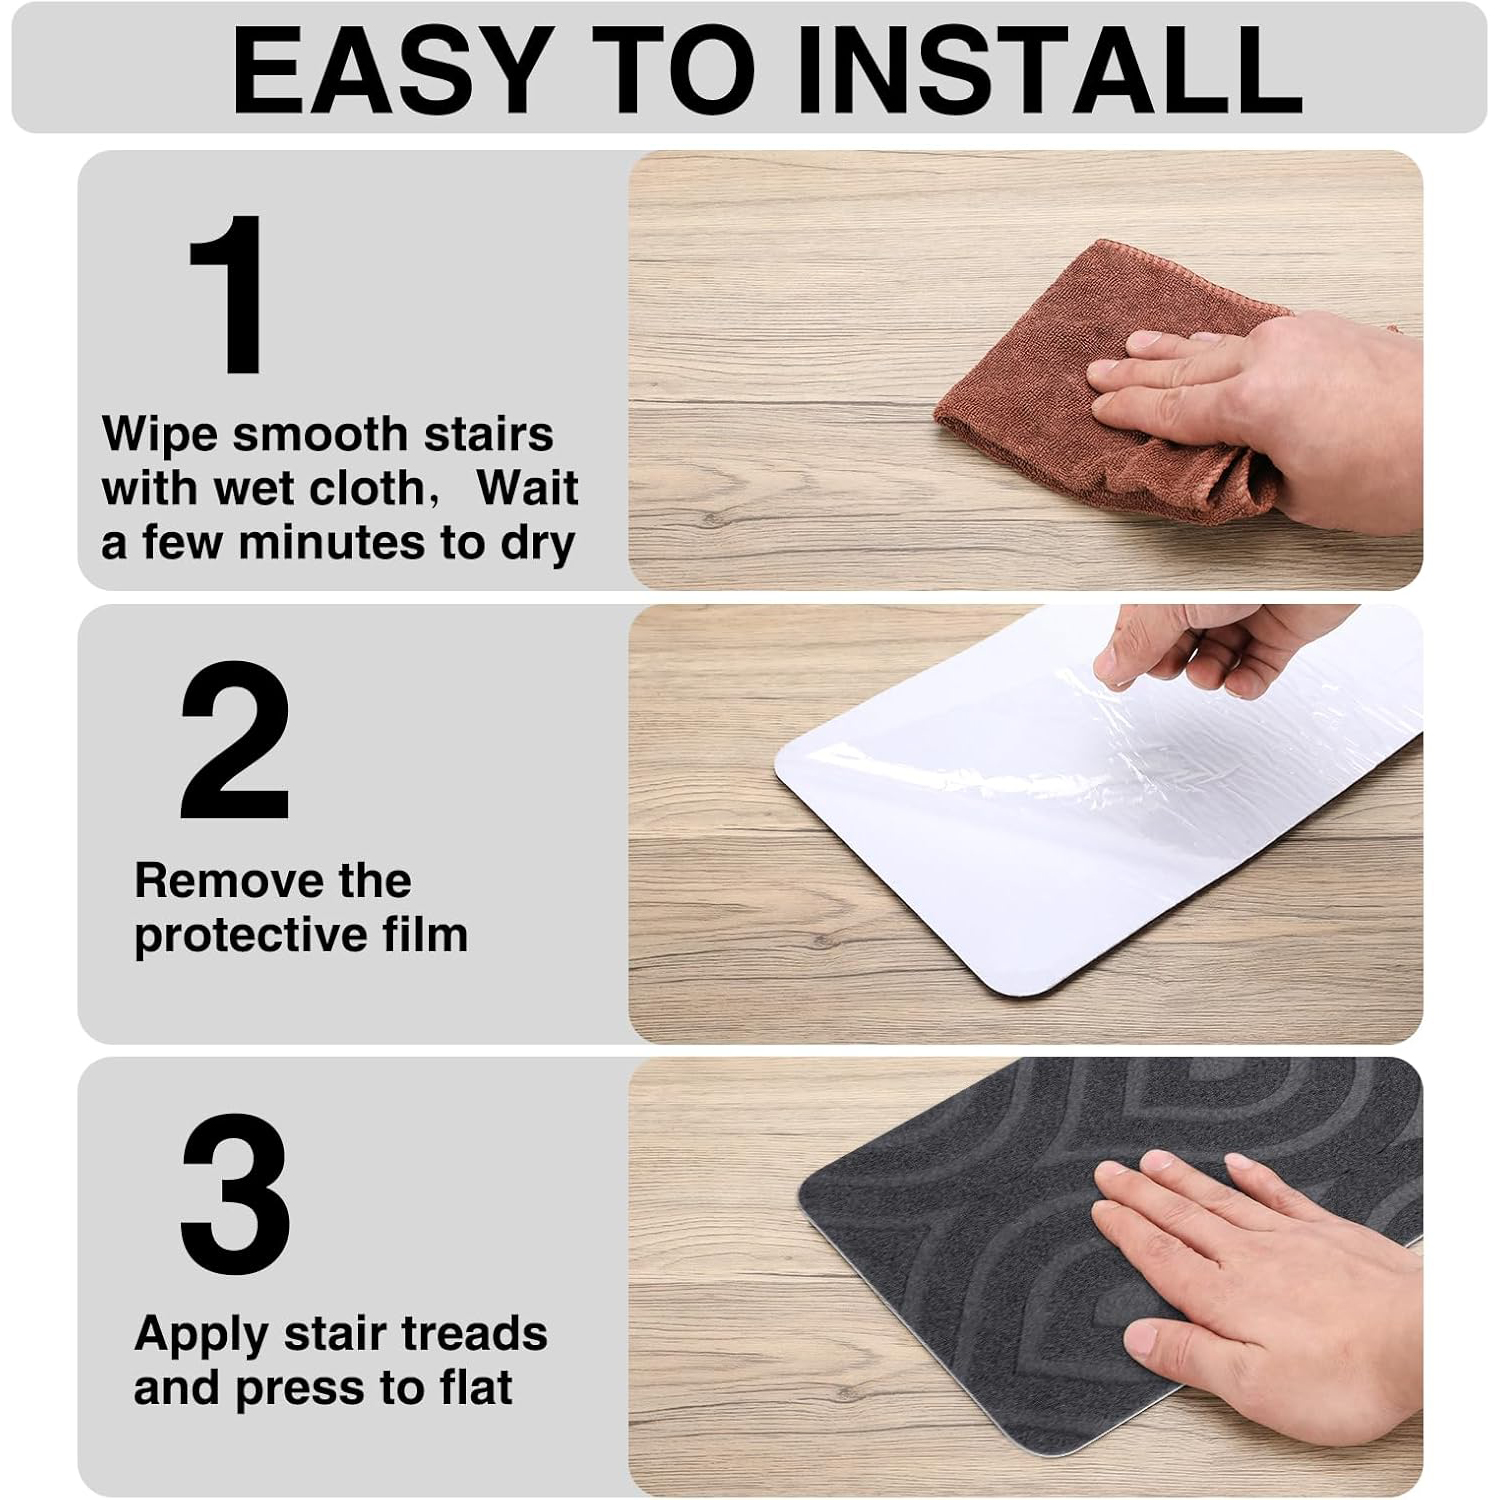 EASY TO INSTALL
1
Wipe smooth stairs
with wet cloth，Wait
a few minutes to dry
2
Remove the
protective film
3
Apply stair treads
and press to flat